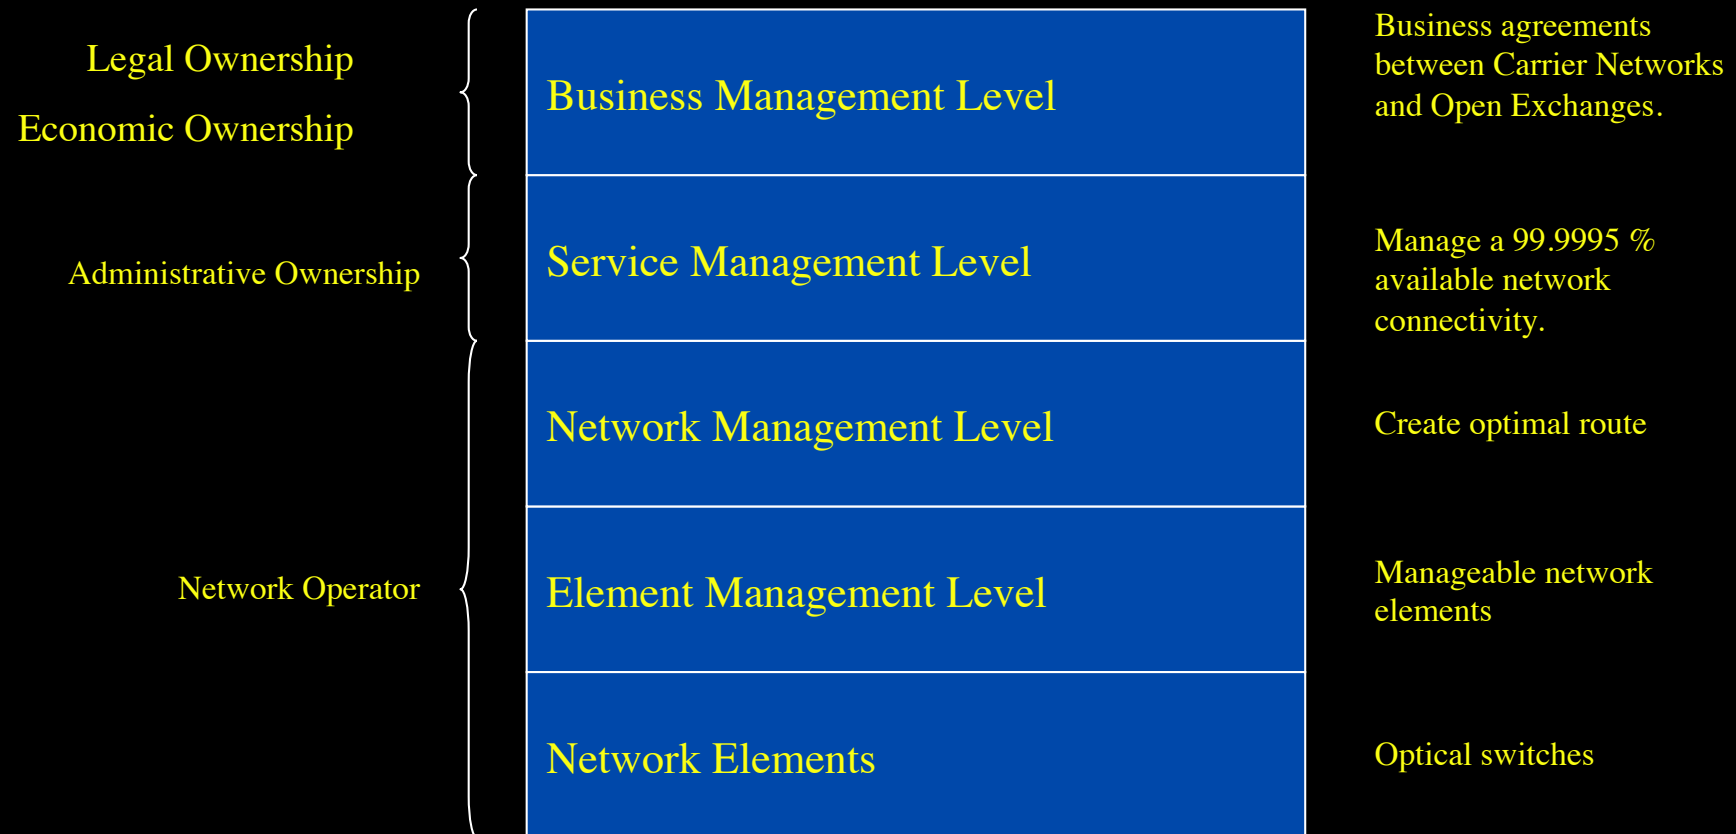 Legal Ownership
Economic Ownership
Business Management Level
Business agreements
between Carrier Networks
and Open Exchanges.
Administrative Ownership
Service Management Level
Manage a 99.9995 %
available network
connectivity.
Network Management Level
Create optimal route
Network Operator
Element Management Level
Manageable network
elements
Network Elements
Optical switches